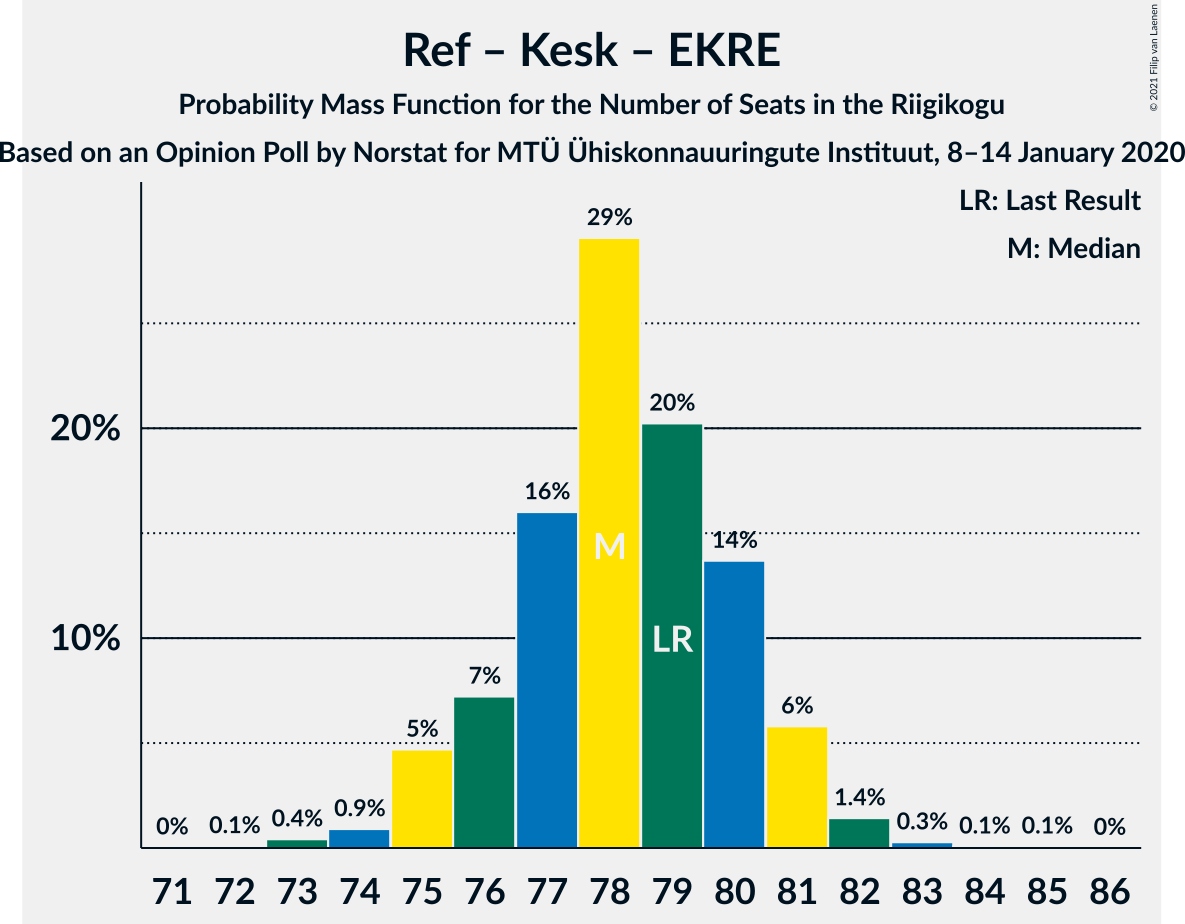 Ref – Kesk – EKRE
Probability Mass Function for the Number of Seats in the Riigikogu
Based on an Opinion Poll by Norstat for MTÜ Ühiskonnauuringute Instituut, 8–14 January 2020
© 2021 Filip van Laenen
LR: Last Result
M: Median
29%
20%
20%
16%
14%
M
LR
10%
7%
6%
5%
0% 0.1% 0.4% 0.9% 1.4% 0.3% 0.1% 0.1% 0%
71 72 73 74 75 76 77 78 79 80 81 82 83 84 85 86